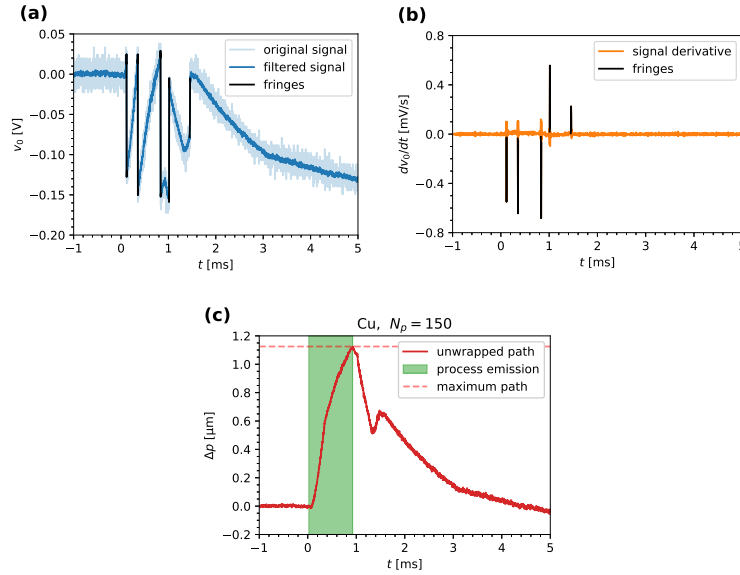 (a)
0.05
0.00
−0.05
−0.10
−0.15
−0.20
v₀ [V]
original signal
filtered signal
fringes
−1 0 1 2 3 4 5
t [ms]
(b)
0.8
0.4
0.0
−0.4
−0.8
dv₀/dt [mV/s]
signal derivative
fringes
−1 0 1 2 3 4 5
t [ms]
(c)
Cu, Nₚ = 150
1.2
1.0
0.8
0.6
0.4
0.2
0.0
−0.2
Δp [µm]
unwrapped path
process emission
maximum path
−1 0 1 2 3 4 5
t [ms]